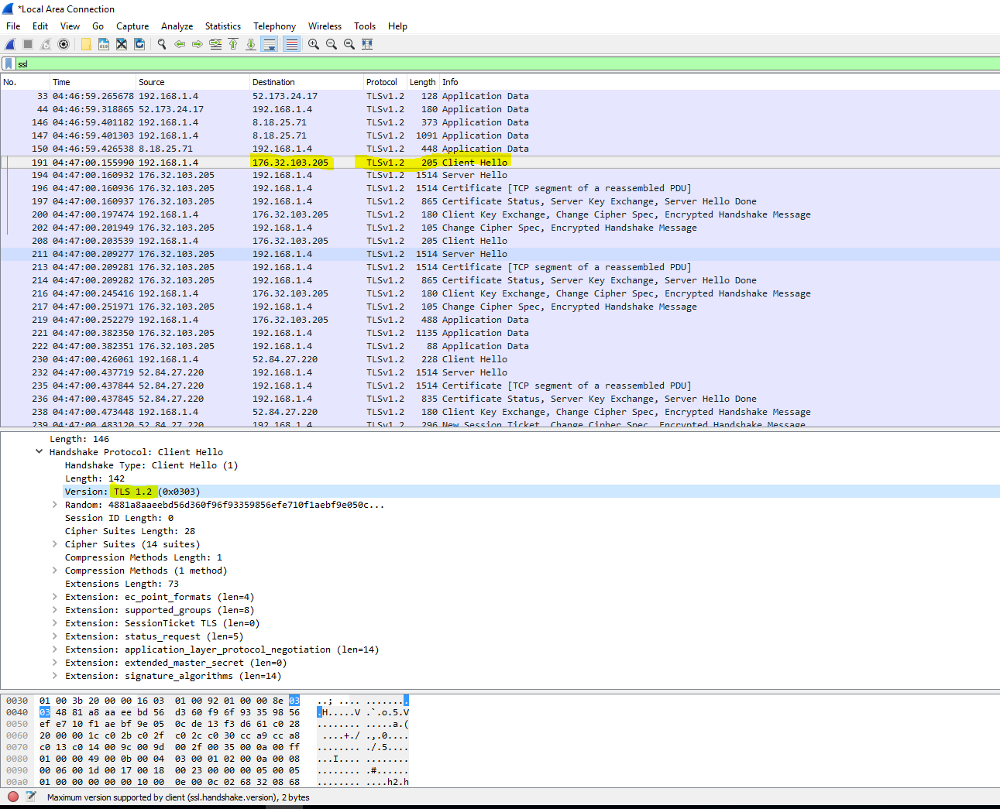 *Local Area Connection
File Edit View Go Capture Analyze Statistics Telephony Wireless Tools Help
ssl
No. Time Source Destination Protocol Length Info
33 04:46:59.265678 192.168.1.4 52.173.24.17 TLSv1.2 128 Application Data
44 04:46:59.318865 52.173.24.17 192.168.1.4 TLSv1.2 180 Application Data
146 04:46:59.401182 192.168.1.4 8.18.25.71 TLSv1.2 373 Application Data
147 04:46:59.401303 192.168.1.4 8.18.25.71 TLSv1.2 1091 Application Data
150 04:46:59.426538 8.18.25.71 192.168.1.4 TLSv1.2 448 Application Data
191 04:47:00.155990 192.168.1.4 176.32.103.205 TLSv1.2 205 Client Hello
194 04:47:00.160932 176.32.103.205 192.168.1.4 TLSv1.2 1514 Server Hello
196 04:47:00.160936 176.32.103.205 192.168.1.4 TLSv1.2 1514 Certificate [TCP segment of a reassembled PDU]
197 04:47:00.160937 176.32.103.205 192.168.1.4 TLSv1.2 865 Certificate Status, Server Key Exchange, Server Hello Done
200 04:47:00.197474 192.168.1.4 176.32.103.205 TLSv1.2 180 Client Key Exchange, Change Cipher Spec, Encrypted Handshake Message
202 04:47:00.201949 176.32.103.205 192.168.1.4 TLSv1.2 105 Change Cipher Spec, Encrypted Handshake Message
208 04:47:00.203539 192.168.1.4 176.32.103.205 TLSv1.2 205 Client Hello
211 04:47:00.209277 176.32.103.205 192.168.1.4 TLSv1.2 1514 Server Hello
213 04:47:00.209281 176.32.103.205 192.168.1.4 TLSv1.2 1514 Certificate [TCP segment of a reassembled PDU]
214 04:47:00.209282 176.32.103.205 192.168.1.4 TLSv1.2 865 Certificate Status, Server Key Exchange, Server Hello Done
216 04:47:00.245416 192.168.1.4 176.32.103.205 TLSv1.2 180 Client Key Exchange, Change Cipher Spec, Encrypted Handshake Message
217 04:47:00.251971 176.32.103.205 192.168.1.4 TLSv1.2 105 Change Cipher Spec, Encrypted Handshake Message
219 04:47:00.252279 192.168.1.4 176.32.103.205 TLSv1.2 488 Application Data
221 04:47:00.382350 176.32.103.205 192.168.1.4 TLSv1.2 1135 Application Data
222 04:47:00.382351 176.32.103.205 192.168.1.4 TLSv1.2 88 Application Data
230 04:47:00.426061 192.168.1.4 52.84.27.220 TLSv1.2 228 Client Hello
232 04:47:00.437719 52.84.27.220 192.168.1.4 TLSv1.2 1514 Server Hello
235 04:47:00.437844 52.84.27.220 192.168.1.4 TLSv1.2 1514 Certificate [TCP segment of a reassembled PDU]
236 04:47:00.437845 52.84.27.220 192.168.1.4 TLSv1.2 835 Certificate Status, Server Key Exchange, Server Hello Done
238 04:47:00.473448 192.168.1.4 52.84.27.220 TLSv1.2 180 Client Key Exchange, Change Cipher Spec, Encrypted Handshake Message
239 04:47:00.483120 52.84.27.220 192.168.1.4 TLSv1.2 296 New Session Ticket, Change Cipher Spec, Encrypted Handshake Message
Length: 146
Handshake Protocol: Client Hello
Handshake Type: Client Hello (1)
Length: 142
Version: TLS 1.2 (0x0303)
Random: 4881a8aaeebd56d360f96f93359856efe710f1aebf9e050c...
Session ID Length: 0
Cipher Suites Length: 28
Cipher Suites (14 suites)
Compression Methods Length: 1
Compression Methods (1 method)
Extensions Length: 73
Extension: ec_point_formats (len=4)
Extension: supported_groups (len=8)
Extension: SessionTicket TLS (len=0)
Extension: status_request (len=5)
Extension: application_layer_protocol_negotiation (len=14)
Extension: extended_master_secret (len=0)
Extension: signature_algorithms (len=14)
0030 01 00 3b 20 00 00 16 03 01 00 92 01 00 00 8e 03 ..; .... ........
0040 03 48 81 a8 aa ee bd 56 d3 60 f9 6f 93 35 98 56 .H.....V .`.o.5.V
0050 ef e7 10 f1 ae bf 9e 05 0c de 13 f3 d6 61 c0 28 ........ .....a.(
0060 20 00 00 1c c0 2b c0 2f c0 2c c0 30 cc a9 cc a8 ....+./ .,.0....
0070 c0 13 c0 14 00 9c 00 9d 00 2f 00 35 00 0a 00 ff ........ ./.5....
0080 01 00 00 49 00 0b 00 04 03 00 01 02 00 0a 00 08 ...I.... ........
0090 00 06 00 1d 00 17 00 18 00 23 00 00 00 05 00 05 ........ .#......
00a0 01 00 00 00 00 00 10 00 0e 00 0c 02 68 32 08 68 ........ ....h2.h
Maximum version supported by client (ssl.handshake.version), 2 bytes